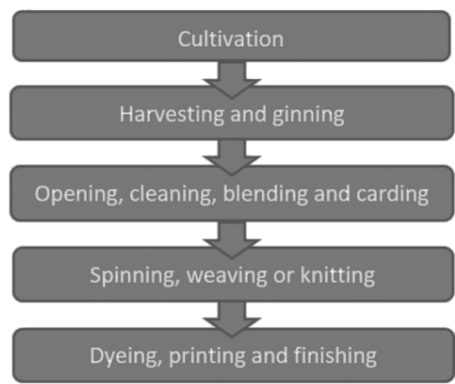 Cultivation
Harvesting and ginning
Opening, cleaning, blending and carding
Spinning, weaving or knitting
Dyeing, printing and finishing